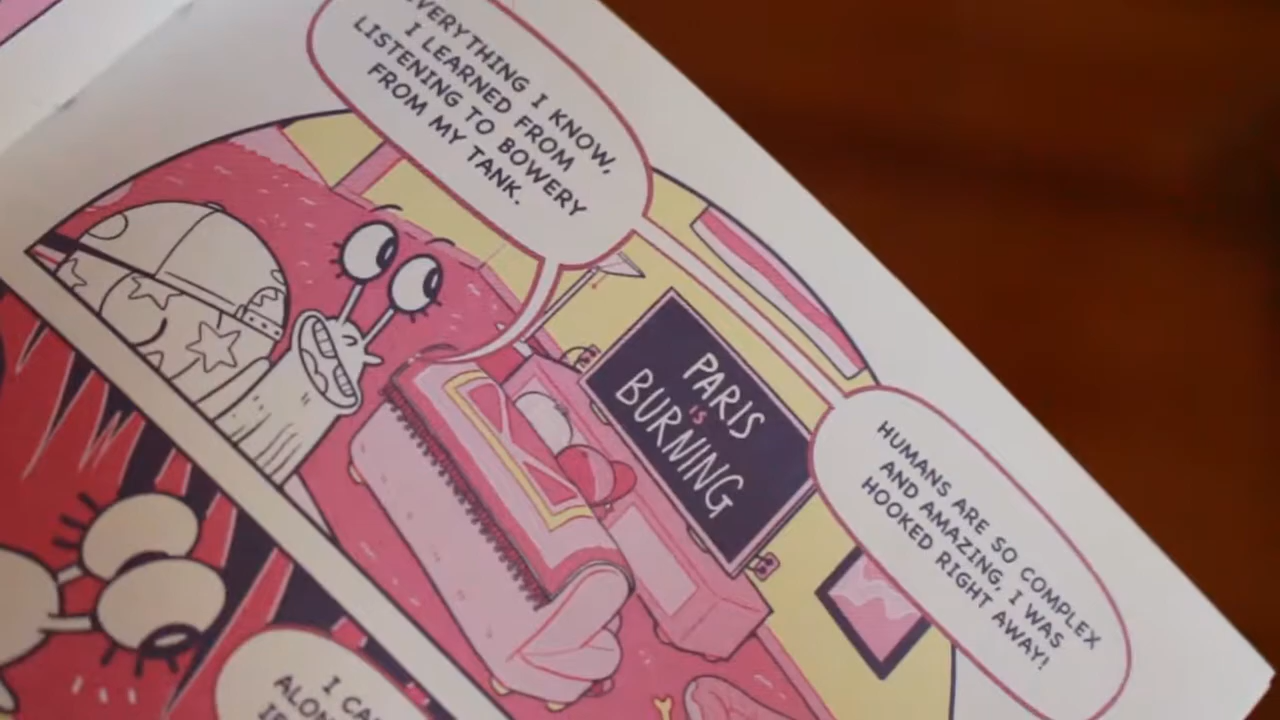 EVERYTHING I KNOW,
I LEARNED FROM
LISTENING TO BOWERY
FROM MY TANK.
PARIS
IS
BURNING
HUMANS ARE SO COMPLEX
AND AMAZING, I WAS
HOOKED RIGHT AWAY!
I